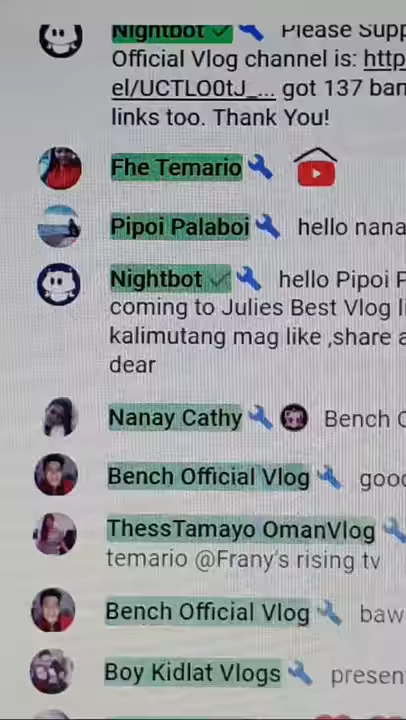 Nightbot Please Supp
Official Vlog channel is: http
el/UCTLO0tJ_... got 137 ban
links too. Thank You!
Fhe Temario
Pipoi Palaboi hello nana
Nightbot hello Pipoi P
coming to Julies Best Vlog li
kalimutang mag like ,share a
dear
Nanay Cathy Bench O
Bench Official Vlog good
ThessTamayo OmanVlog
temario @Frany's rising tv
Bench Official Vlog baw
Boy Kidlat Vlogs presen